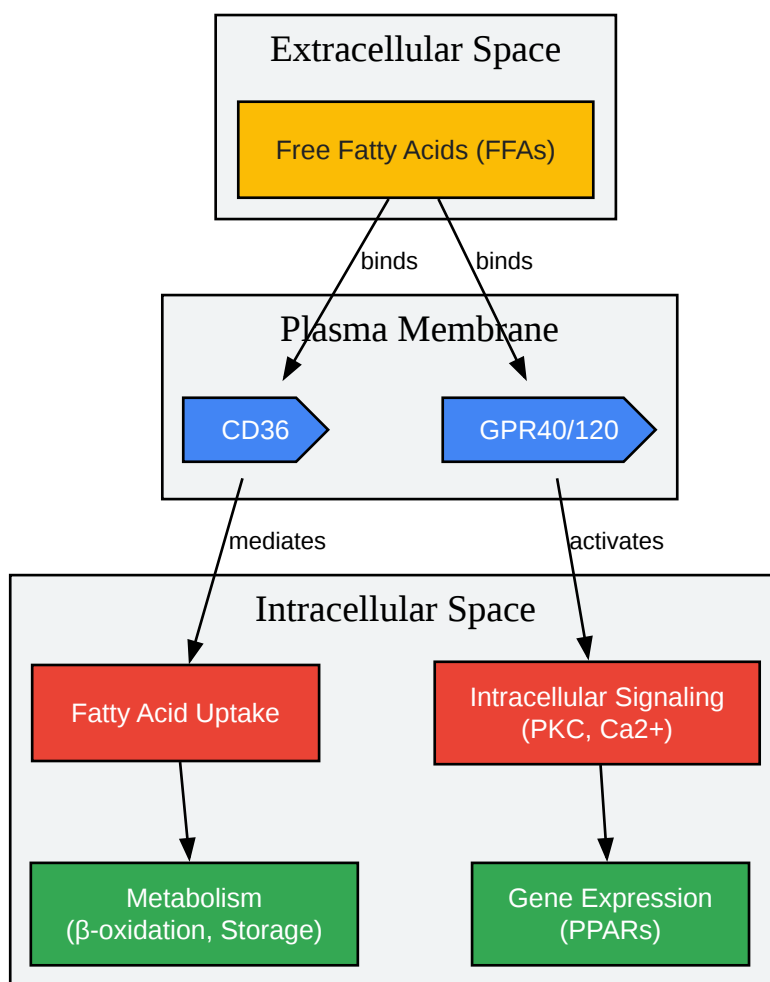 Extracellular Space
Free Fatty Acids (FFAs)
binds
binds
Plasma Membrane
CD36
GPR40/120
mediates
activates
Intracellular Space
Fatty Acid Uptake
Intracellular Signaling
(PKC, Ca2+)
Metabolism
(β-oxidation, Storage)
Gene Expression
(PPARs)